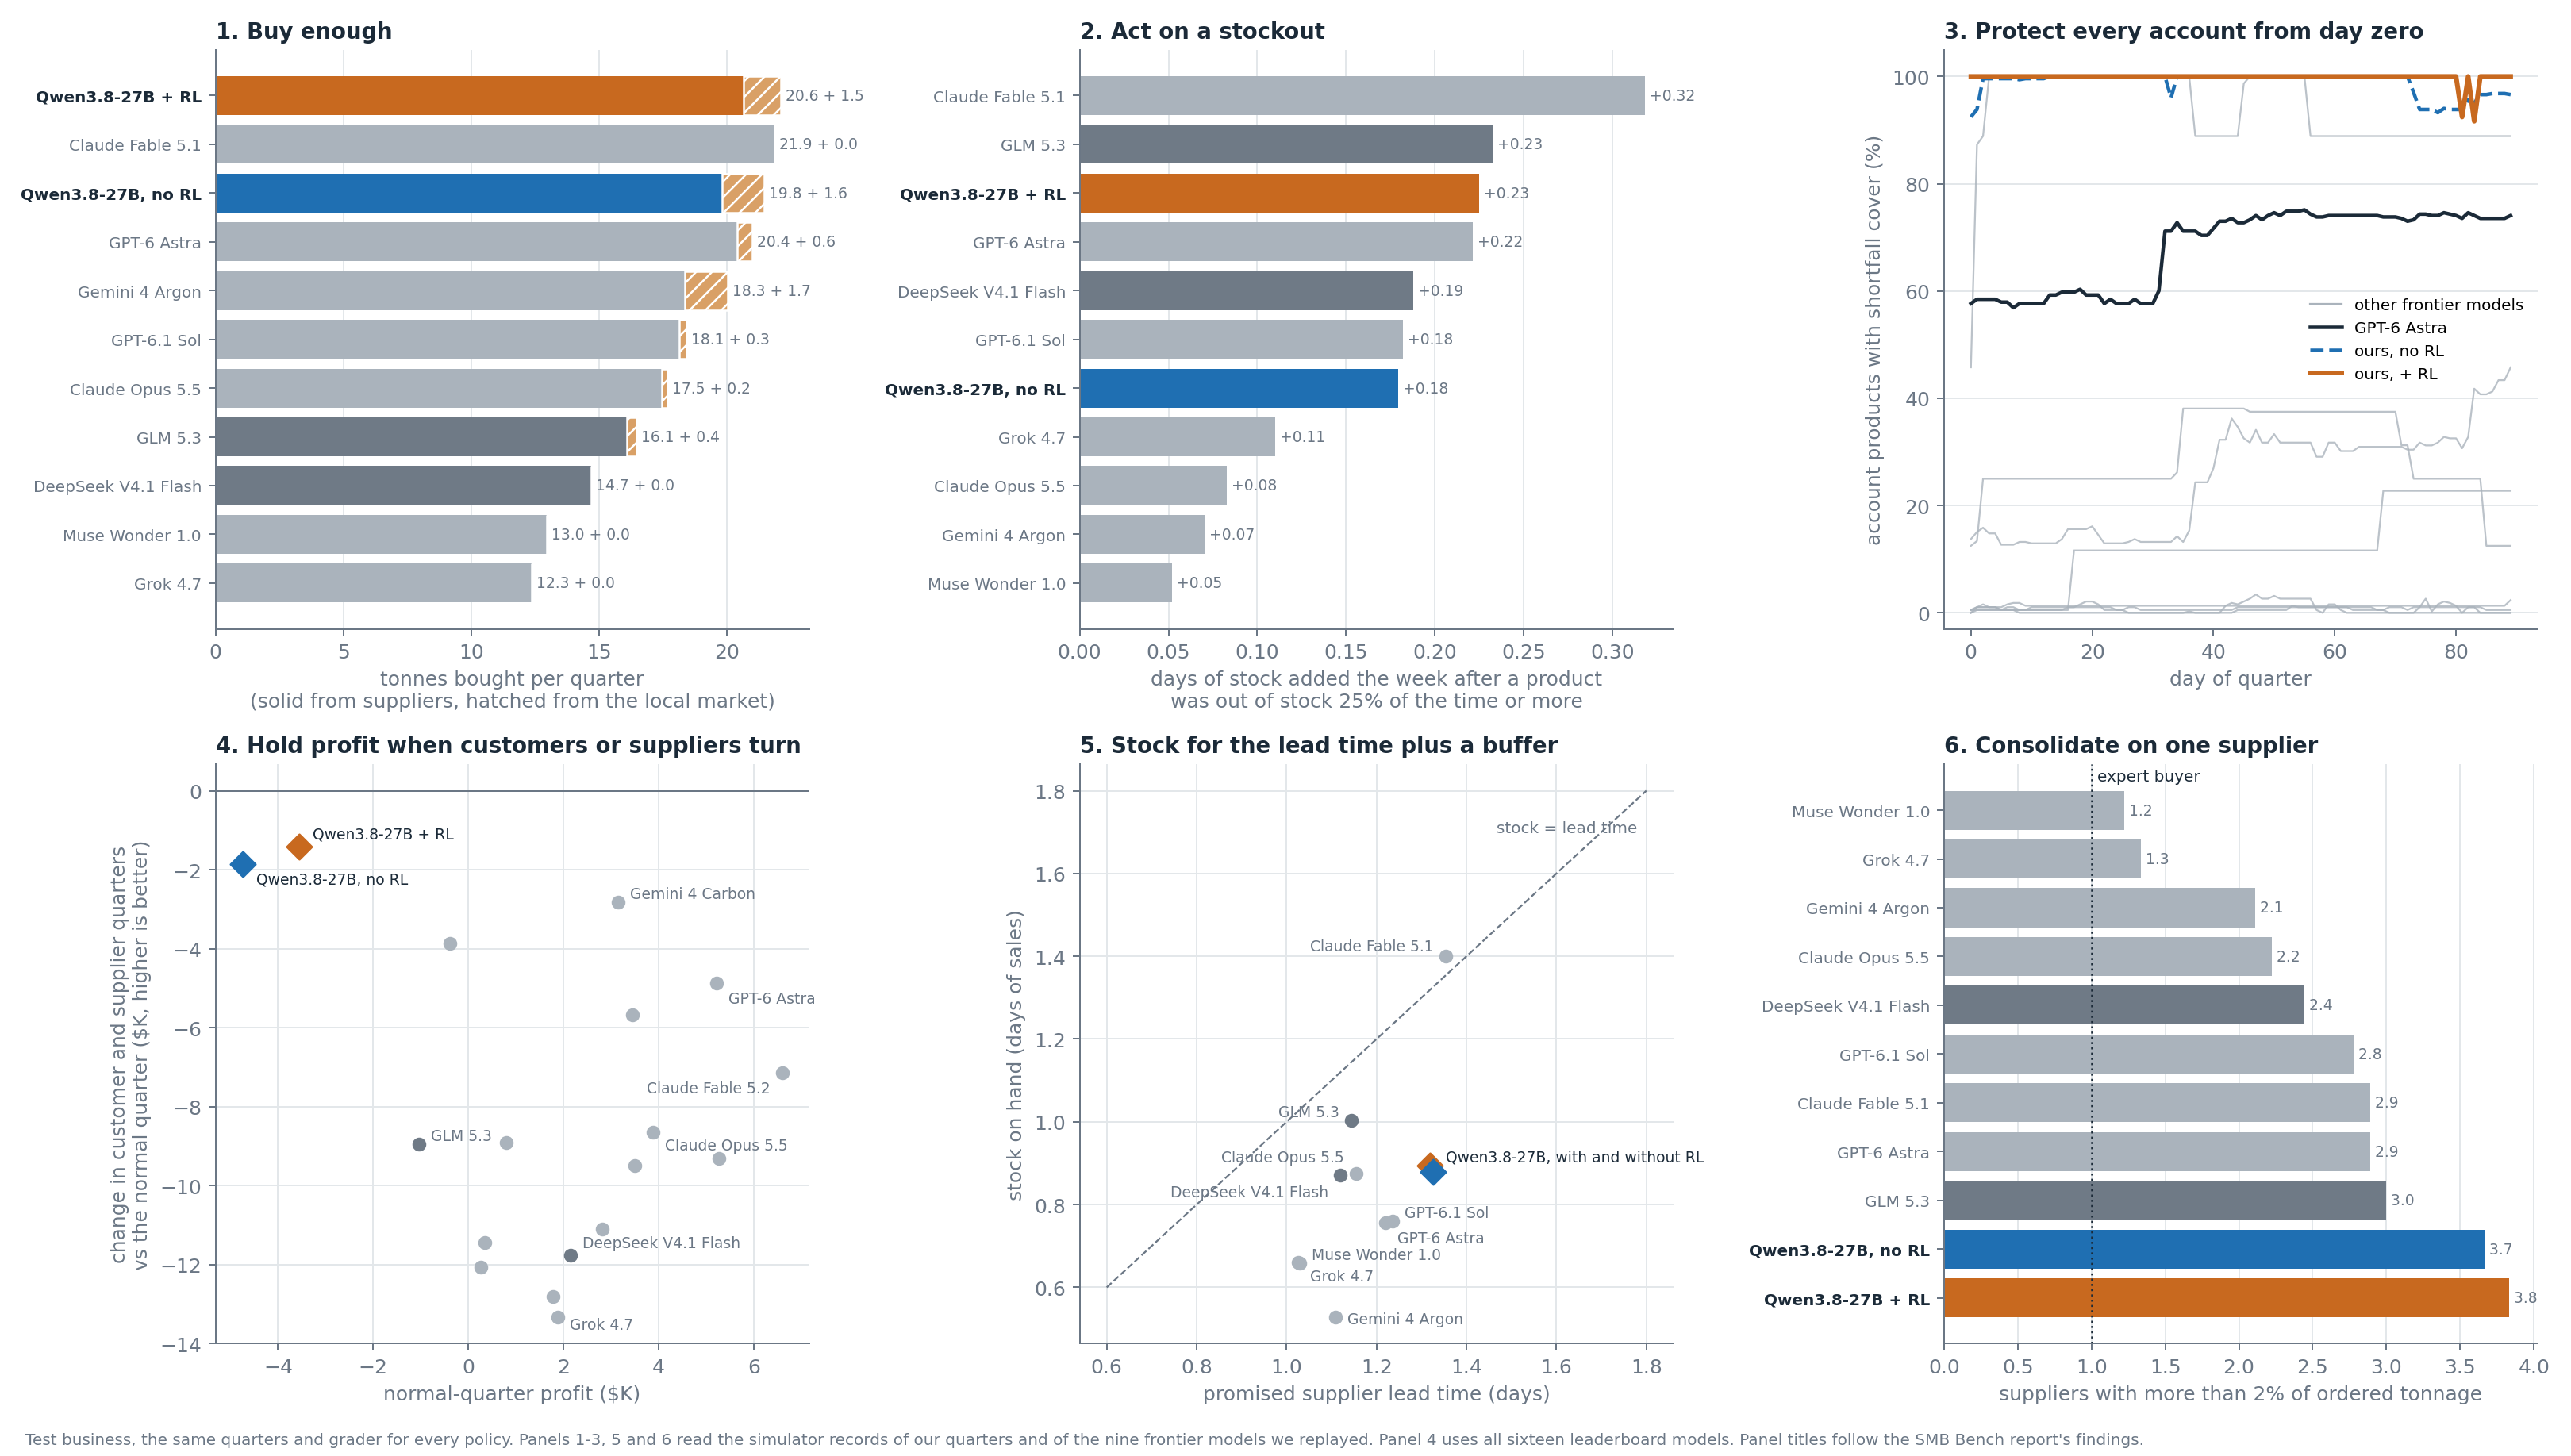 1. Buy enough
Qwen3.8-27B + RL
20.6 + 1.5
Claude Fable 5.1
21.9 + 0.0
Qwen3.8-27B, no RL
19.8 + 1.6
GPT-6 Astra
20.4 + 0.6
Gemini 4 Argon
18.3 + 1.7
GPT-6.1 Sol
18.1 + 0.3
Claude Opus 5.5
17.5 + 0.2
GLM 5.3
16.1 + 0.4
DeepSeek V4.1 Flash
14.7 + 0.0
Muse Wonder 1.0
13.0 + 0.0
Grok 4.7
12.3 + 0.0
0 5 10 15 20
tonnes bought per quarter
(solid from suppliers, hatched from the local market)
2. Act on a stockout
Claude Fable 5.1
+0.32
GLM 5.3
+0.23
Qwen3.8-27B + RL
+0.23
GPT-6 Astra
+0.22
DeepSeek V4.1 Flash
+0.19
GPT-6.1 Sol
+0.18
Qwen3.8-27B, no RL
+0.18
Grok 4.7
+0.11
Claude Opus 5.5
+0.08
Gemini 4 Argon
+0.07
Muse Wonder 1.0
+0.05
0.00 0.05 0.10 0.15 0.20 0.25 0.30
days of stock added the week after a product
was out of stock 25% of the time or more
3. Protect every account from day zero
account products with shortfall cover (%)
100
80
60
40
20
0
other frontier models
GPT-6 Astra
ours, no RL
ours, + RL
0 20 40 60 80
day of quarter
4. Hold profit when customers or suppliers turn
change in customer and supplier quarters
vs the normal quarter ($K, higher is better)
0
−2
−4
−6
−8
−10
−12
−14
Qwen3.8-27B + RL
Qwen3.8-27B, no RL
Gemini 4 Carbon
GPT-6 Astra
Claude Fable 5.2
GLM 5.3
Claude Opus 5.5
DeepSeek V4.1 Flash
Grok 4.7
−4 −2 0 2 4 6
normal-quarter profit ($K)
5. Stock for the lead time plus a buffer
stock on hand (days of sales)
1.8
1.6
1.4
1.2
1.0
0.8
0.6
stock = lead time
Claude Fable 5.1
GLM 5.3
Claude Opus 5.5
Qwen3.8-27B, with and without RL
DeepSeek V4.1 Flash
GPT-6.1 Sol
GPT-6 Astra
Muse Wonder 1.0
Grok 4.7
Gemini 4 Argon
0.6 0.8 1.0 1.2 1.4 1.6 1.8
promised supplier lead time (days)
6. Consolidate on one supplier
expert buyer
Muse Wonder 1.0
1.2
Grok 4.7
1.3
Gemini 4 Argon
2.1
Claude Opus 5.5
2.2
DeepSeek V4.1 Flash
2.4
GPT-6.1 Sol
2.8
Claude Fable 5.1
2.9
GPT-6 Astra
2.9
GLM 5.3
3.0
Qwen3.8-27B, no RL
3.7
Qwen3.8-27B + RL
3.8
0.0 0.5 1.0 1.5 2.0 2.5 3.0 3.5 4.0
suppliers with more than 2% of ordered tonnage
Test business, the same quarters and grader for every policy. Panels 1-3, 5 and 6 read the simulator records of our quarters and of the nine frontier models we replayed. Panel 4 uses all sixteen leaderboard models. Panel titles follow the SMB Bench report's findings.